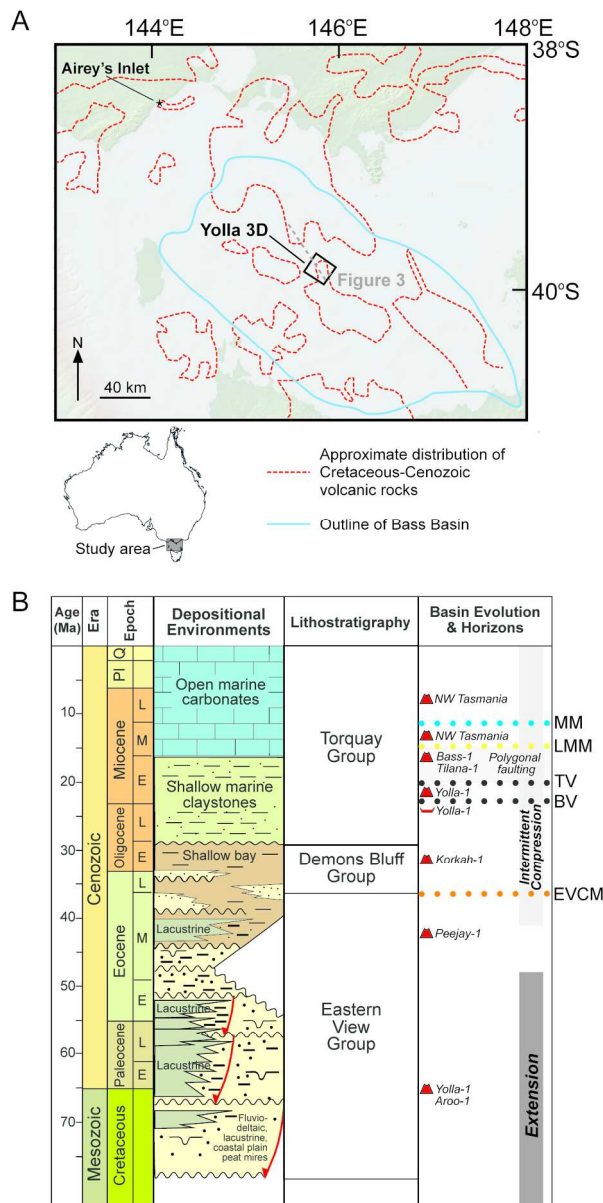 A
144°E
146°E
148°E
38°S
Airey's Inlet
Yolla 3D
Figure 3
40°S
N
40 km
Study area
Approximate distribution of
Cretaceous-Cenozoic
volcanic rocks
Outline of Bass Basin
B
Age
(Ma)
Era
Epoch
Depositional
Environments
Lithostratigraphy
Basin Evolution
& Horizons
Q
Pl
Open marine
carbonates
L
NW Tasmania
10
MM
M
NW Tasmania
LMM
Miocene
Torquay
Group
Bass-1
Tilana-1
Polygonal
faulting
20
E
Shallow marine
claystones
TV
Yolla-1
BV
Yolla-1
Oligocene
L
30
E
Shallow bay
Demons Bluff
Group
Korkah-1
Intermittent
Compression
L
EVCM
40
Cenozoic
Lacustrine
Peejay-1
Eocene
M
50
E
Lacustrine
Eastern
View
Group
Paleocene
L
60
Lacustrine
E
Yolla-1
Aroo-1
Extension
70
Mesozoic
Cretaceous
Fluvio-
deltaic,
lacustrine,
coastal plain
peat mires